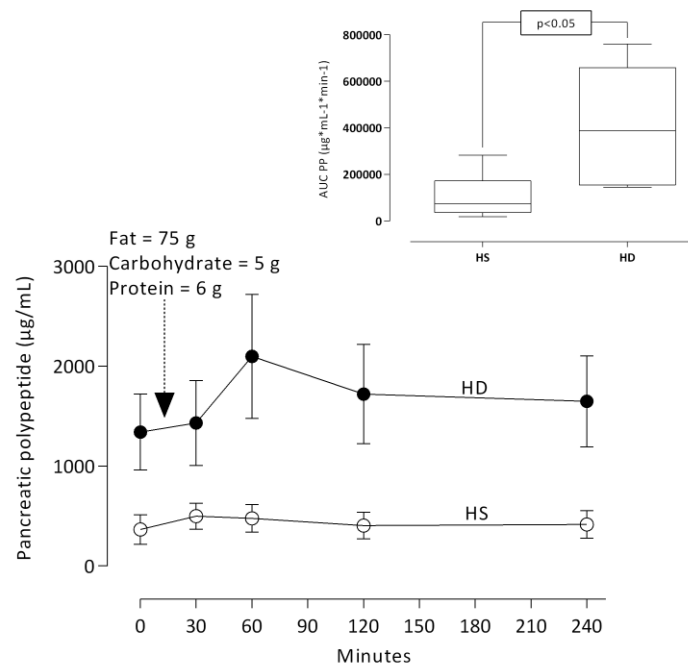 p<0.05
800000
600000
400000
200000
0
AUC PP (µg*mL-1*min-1)
HS
HD
Fat = 75 g
Carbohydrate = 5 g
Protein = 6 g
3000
2000
1000
0
Pancreatic polypeptide (µg/mL)
HD
HS
0 30 60 90 120 150 180 210 240
Minutes